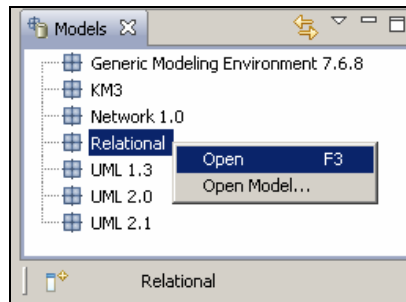 Models
Generic Modeling Environment 7.6.8
KM3
Network 1.0
Relational
Open F3
UML 1.3
Open Model...
UML 2.0
UML 2.1
Relational